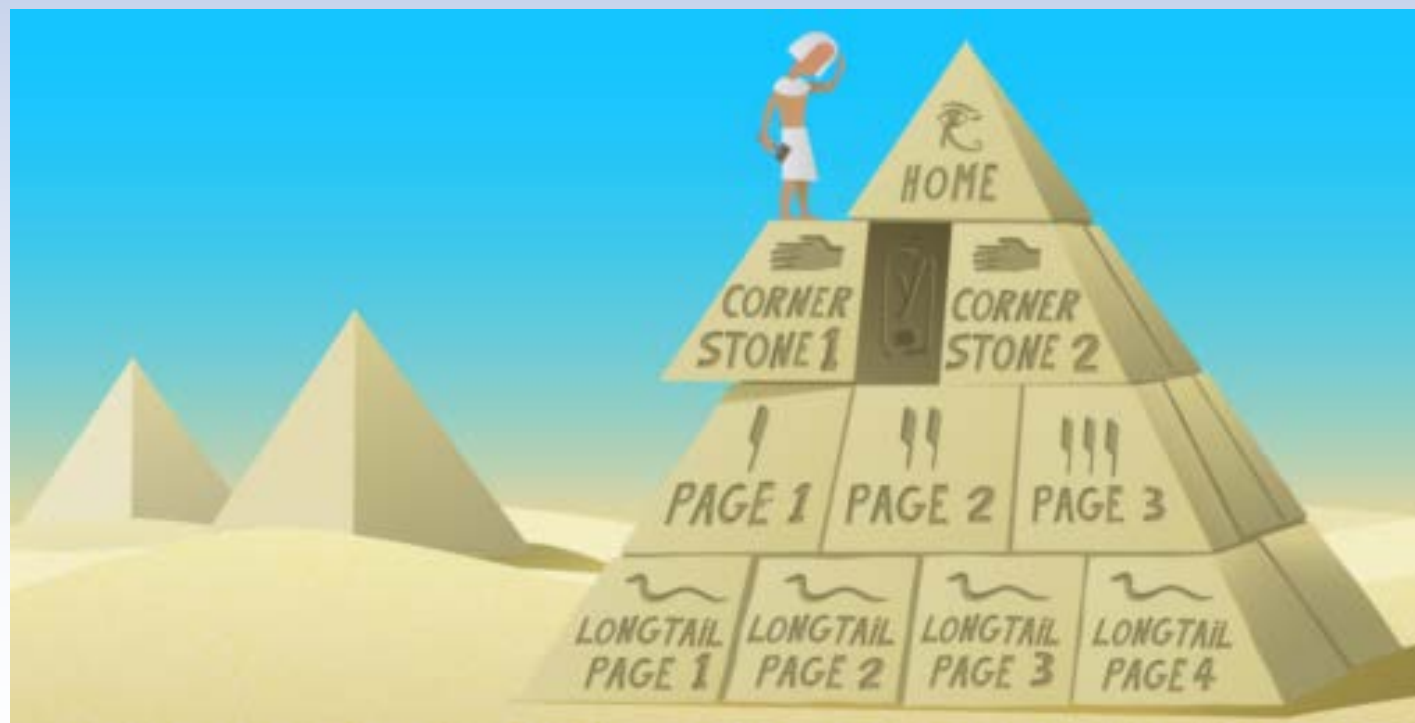 HOME
CORNER
STONE 1
CORNER
STONE 2
y
PAGE 1
PAGE 2
PAGE 3
LONGTAiL
PAGE 1
LONGTAiL
PAGE 2
LONGTAiL
PAGE 3
LONGTAiL
PAGE 4